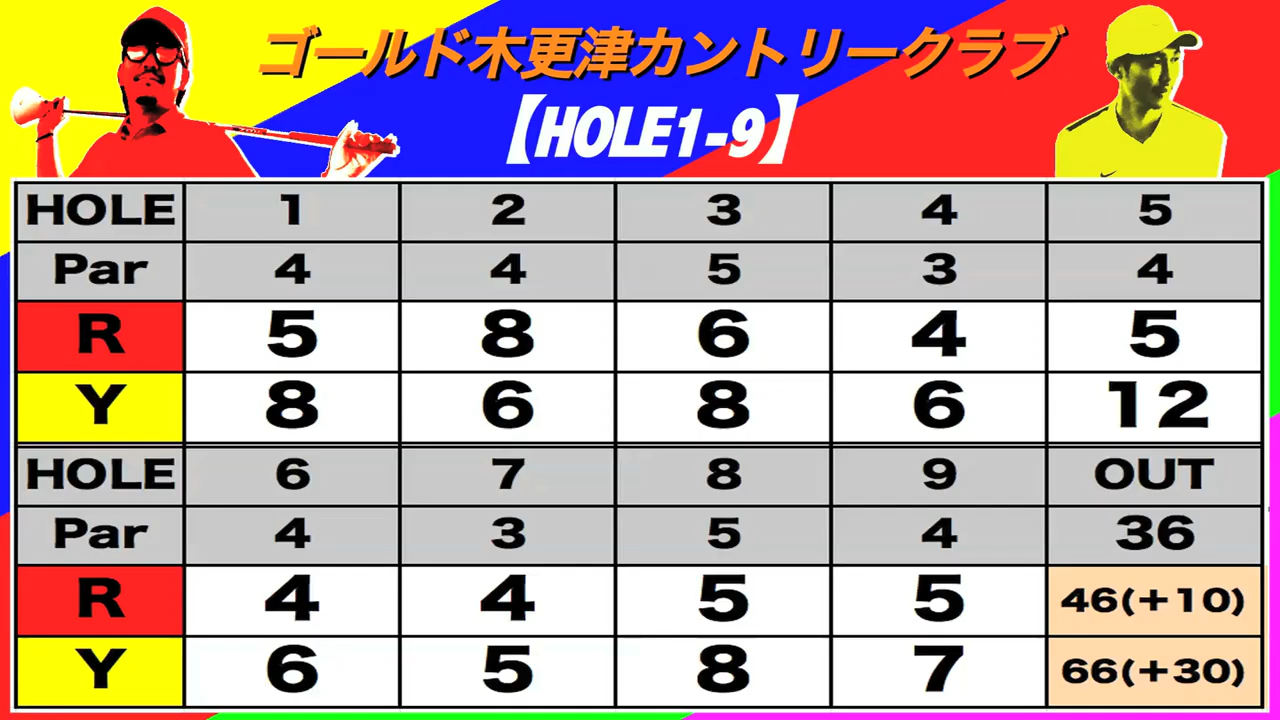 ゴールド木更津カントリークラブ
【HOLE1-9】
HOLE 1 2 3 4 5
Par 4 4 5 3 4
R 5 8 6 4 5
Y 8 6 8 6 12
HOLE 6 7 8 9 OUT
Par 4 3 5 4 36
R 4 4 5 5 46(+10)
Y 6 5 8 7 66(+30)